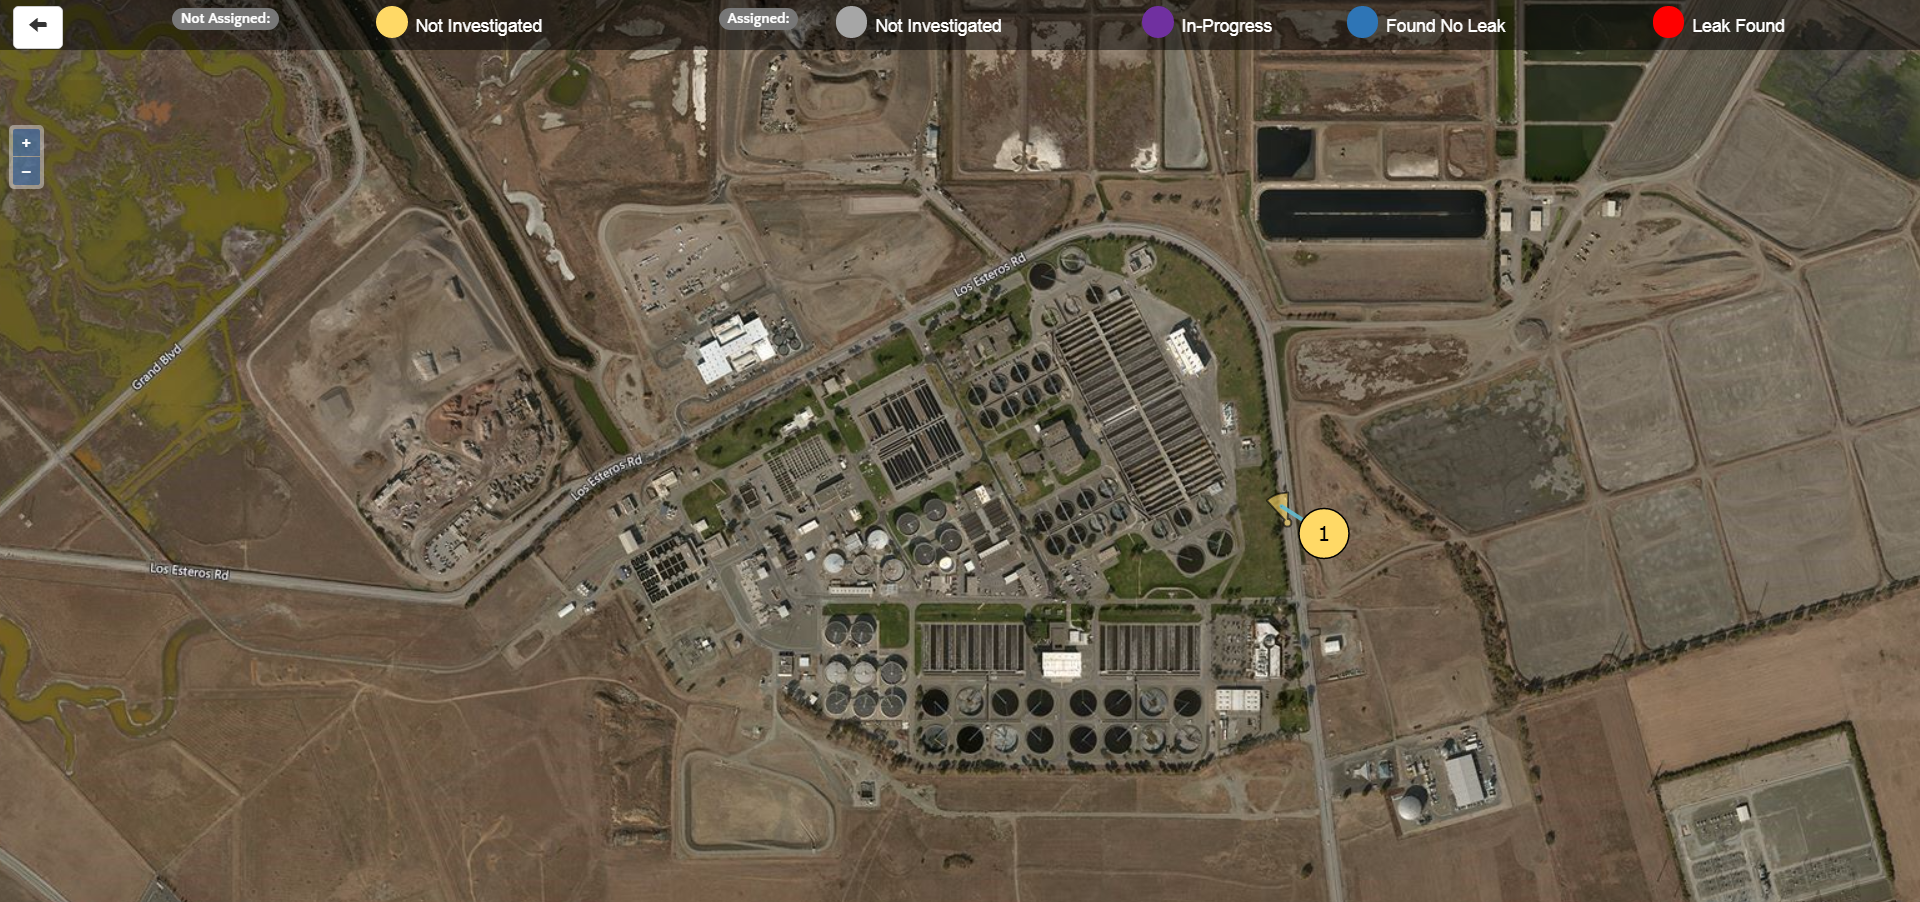 Not Assigned:
Not Investigated
Assigned:
Not Investigated
In-Progress
Found No Leak
Leak Found
+
−
Los Esteros Rd
Grand Blvd
Los Esteros Rd
1
Los Esteros Rd